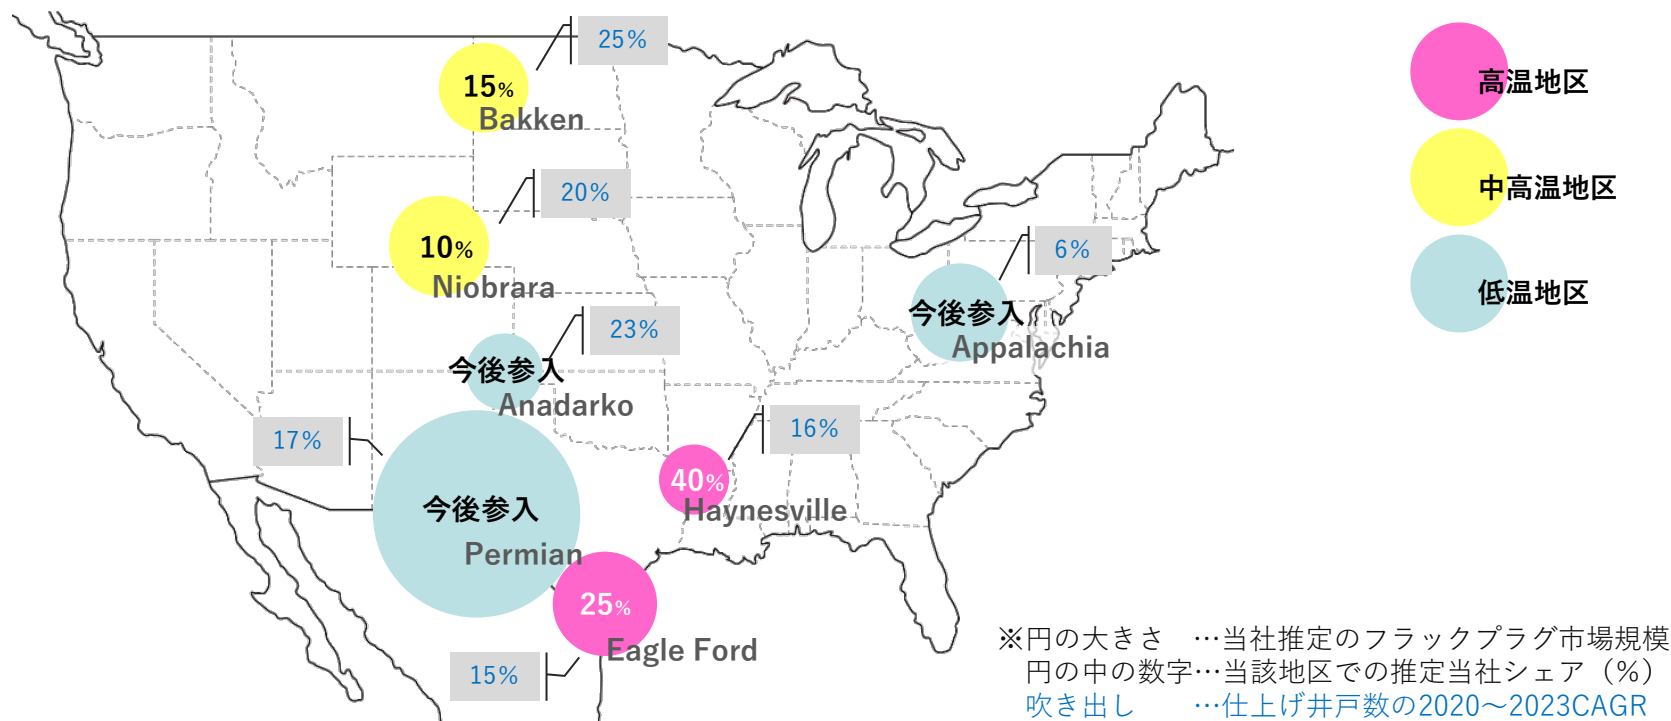 25%
15%
Bakken
20%
10%
Niobrara
23%
今後参入
Anadarko
6%
今後参入
Appalachia
17%
今後参入
Permian
16%
40%
Haynesville
25%
Eagle Ford
15%
高温地区
中高温地区
低温地区
※円の大きさ …当社推定のフラックプラグ市場規模
円の中の数字…当該地区での推定当社シェア（%）
吹き出し …仕上げ井戸数の2020～2023CAGR